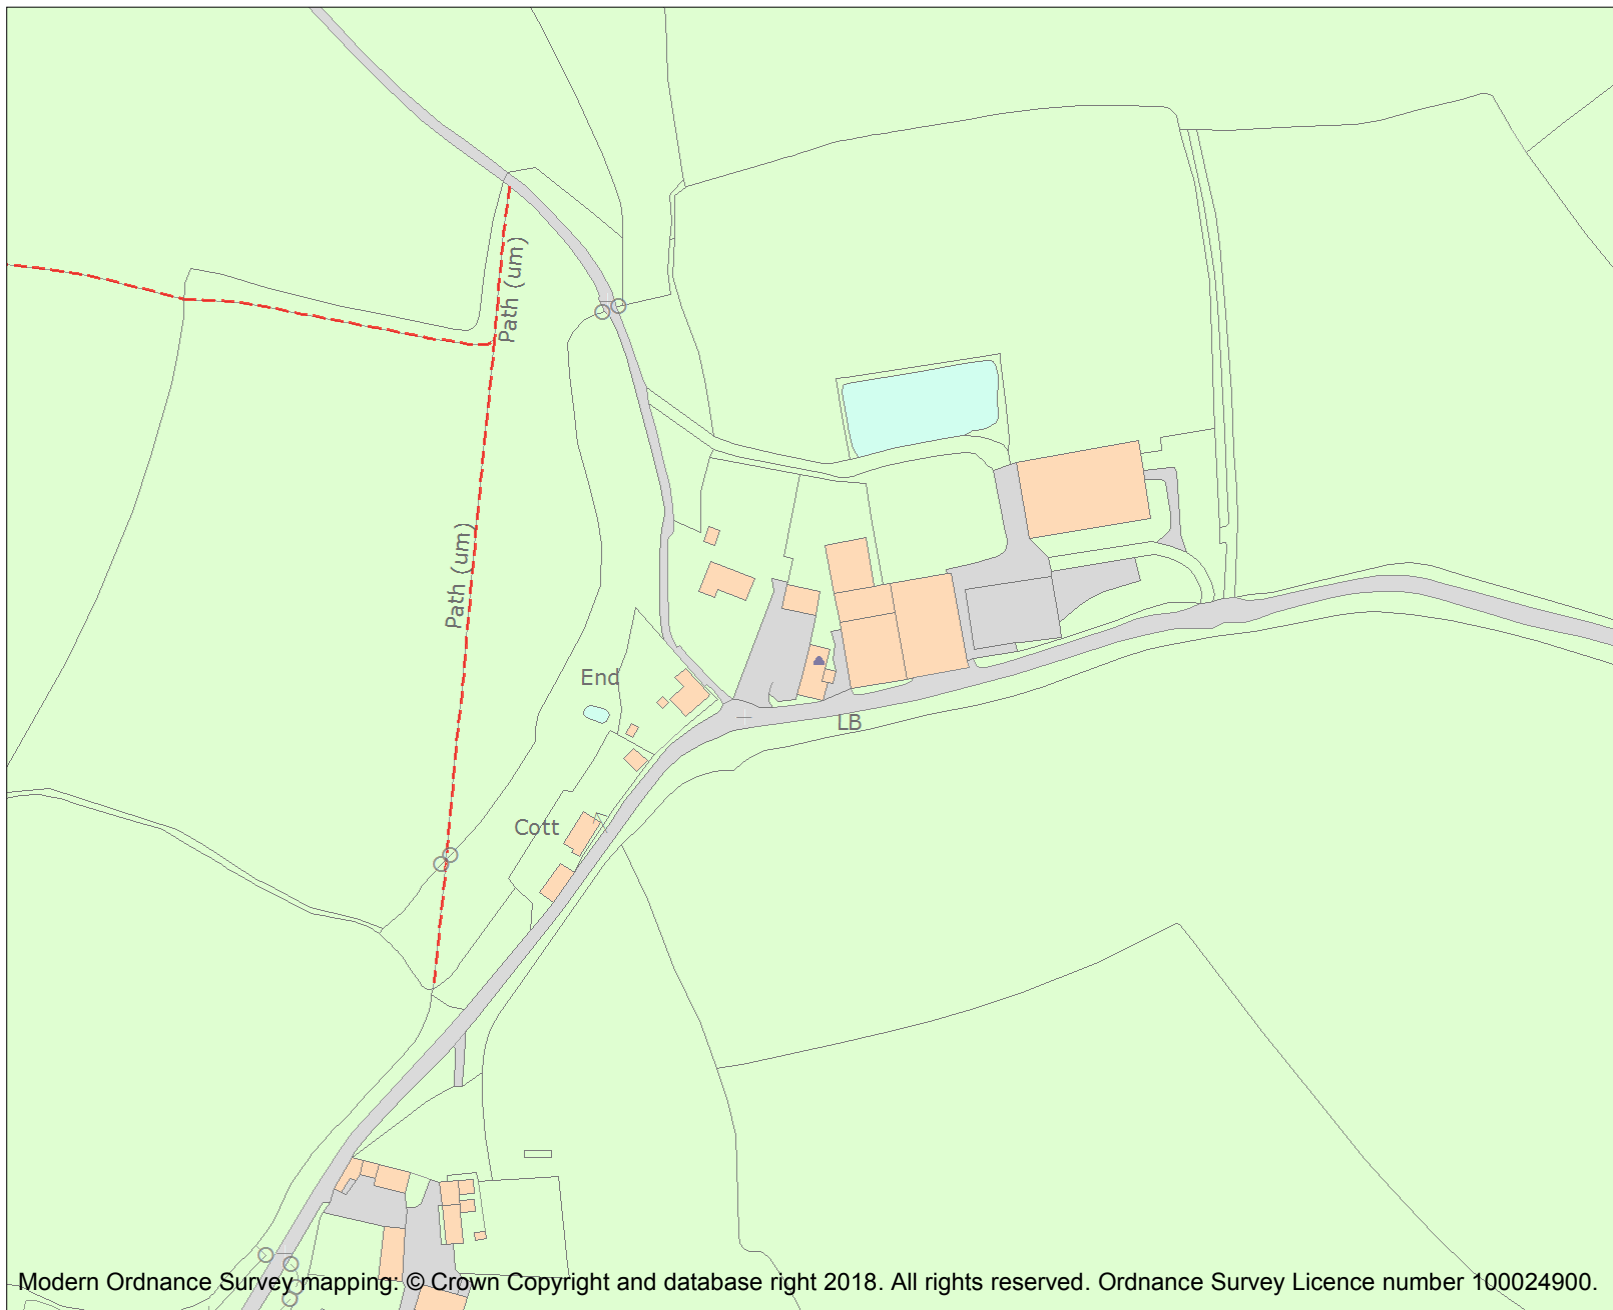 Path (um)
Path (um)
End
LB
Cott
Modern Ordnance Survey mapping: © Crown Copyright and database right 2018. All rights reserved. Ordnance Survey Licence number 100024900.